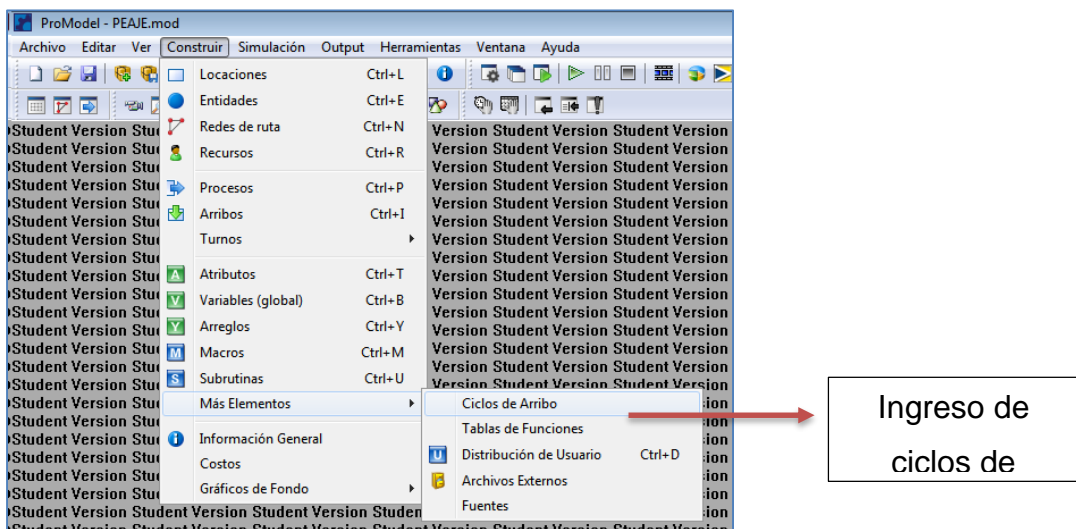 ProModel - PEAJE.mod
Archivo Editar Ver Construir Simulación Output Herramientas Ventana Ayuda
Locaciones Ctrl+L
Entidades Ctrl+E
Redes de ruta Ctrl+N
Recursos Ctrl+R
Procesos Ctrl+P
Arribos Ctrl+I
Turnos
A Atributos Ctrl+T
V Variables (global) Ctrl+B
Y Arreglos Ctrl+Y
M Macros Ctrl+M
S Subrutinas Ctrl+U
Más Elementos
Información General
Costos
Gráficos de Fondo
Ciclos de Arribo
Tablas de Funciones
U Distribución de Usuario Ctrl+D
Archivos Externos
Fuentes
Student Version Student Version Student Version
Ingreso de
ciclos de